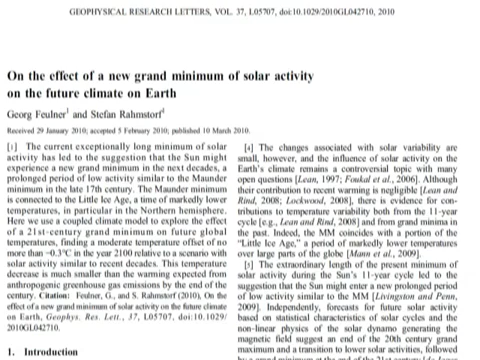 GEOPHYSICAL RESEARCH LETTERS, VOL. 37, L05707, doi:10.1029/2010GL042710, 2010
On the effect of a new grand minimum of solar activity
on the future climate on Earth
Georg Feulner¹ and Stefan Rahmstorf¹
Received 29 January 2010; accepted 5 February 2010; published 10 March 2010.
[1] The current exceptionally long minimum of solar
activity has led to the suggestion that the Sun might
experience a new grand minimum in the next decades, a
prolonged period of low activity similar to the Maunder
minimum in the late 17th century. The Maunder minimum
is connected to the Little Ice Age, a time of markedly lower
temperatures, in particular in the Northern hemisphere.
Here we use a coupled climate model to explore the effect
of a 21st-century grand minimum on future global
temperatures, finding a moderate temperature offset of no
more than −0.3°C in the year 2100 relative to a scenario with
solar activity similar to recent decades. This temperature
decrease is much smaller than the warming expected from
anthropogenic greenhouse gas emissions by the end of the
century. Citation: Feulner, G., and S. Rahmstorf (2010), On the
effect of a new grand minimum of solar activity on the future climate
on Earth, Geophys. Res. Lett., 37, L05707, doi:10.1029/
2010GL042710.
1. Introduction
[4] The changes associated with solar variability are
small, however, and the influence of solar activity on the
Earth's climate remains a controversial topic with many
open questions [Lean, 1997; Foukal et al., 2006]. Although
their contribution to recent warming is negligible [Lean and
Rind, 2008; Lockwood, 2008], there is evidence for con-
tributions to temperature variability both from the 11-year
cycle [e.g., Lean and Rind, 2008] and from grand minima in
the past. Indeed, the MM coincides with a portion of the
"Little Ice Age," a period of markedly lower temperatures
over large parts of the globe [Mann et al., 2009].
[5] The extraordinary length of the present minimum of
solar activity during the Sun's 11-year cycle led to the
suggestion that the Sun might enter a new prolonged period
of low activity similar to the MM [Livingston and Penn,
2009]. Independently, forecasts for future solar activity
based on statistical characteristics of solar cycles and the
non-linear physics of the solar dynamo generating the
magnetic field suggest an end of the 20th century grand
maximum and a transition to lower solar activities, followed